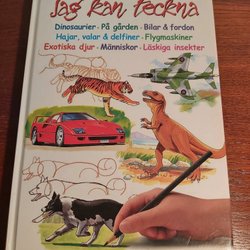 Jag kan teckna
Dinosaurier · På gården · Bilar & fordon
Hajar, valar & delfiner · Flygmaskiner
Exotiska djur · Människor · Läskiga insekter